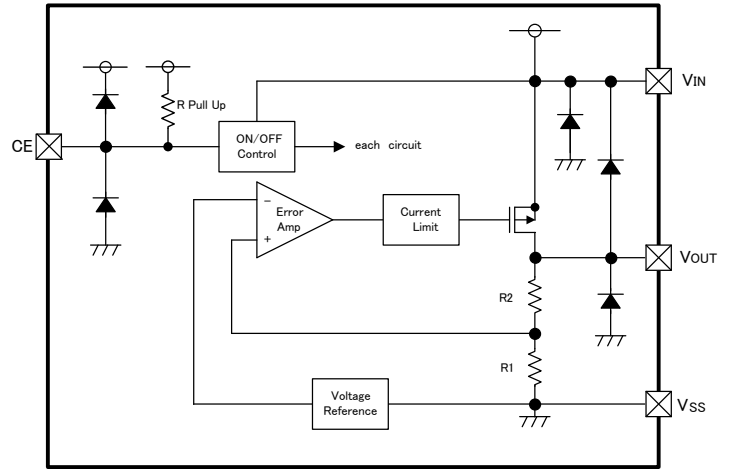 VIN
R Pull Up
CE
ON/OFF
Control
each circuit
−
Error
Amp
+
Current
Limit
VOUT
R2
R1
Voltage
Reference
VSS